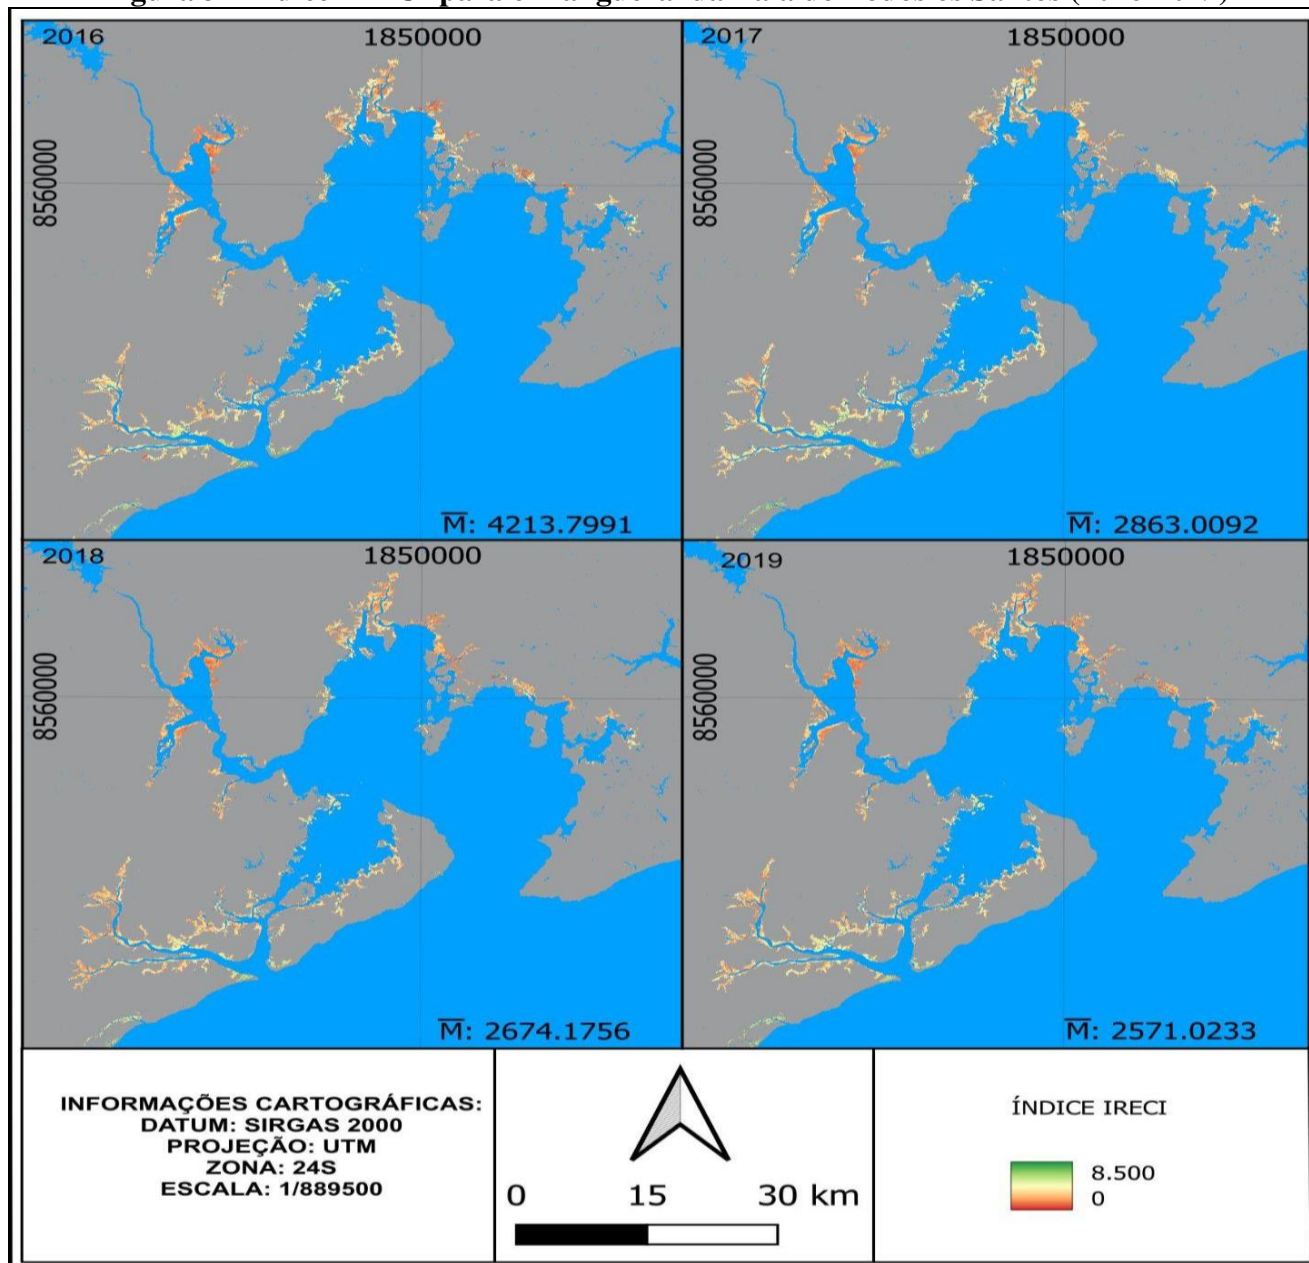 2016
1850000
8560000
M: 4213.7991
2017
1850000
8560000
M: 2863.0092
2018
1850000
8560000
M: 2674.1756
2019
1850000
8560000
M: 2571.0233
INFORMAÇÕES CARTOGRÁFICAS:
DATUM: SIRGAS 2000
PROJEÇÃO: UTM
ZONA: 24S
ESCALA: 1/889500
0 15 30 km
ÍNDICE IRECI
8.500
0